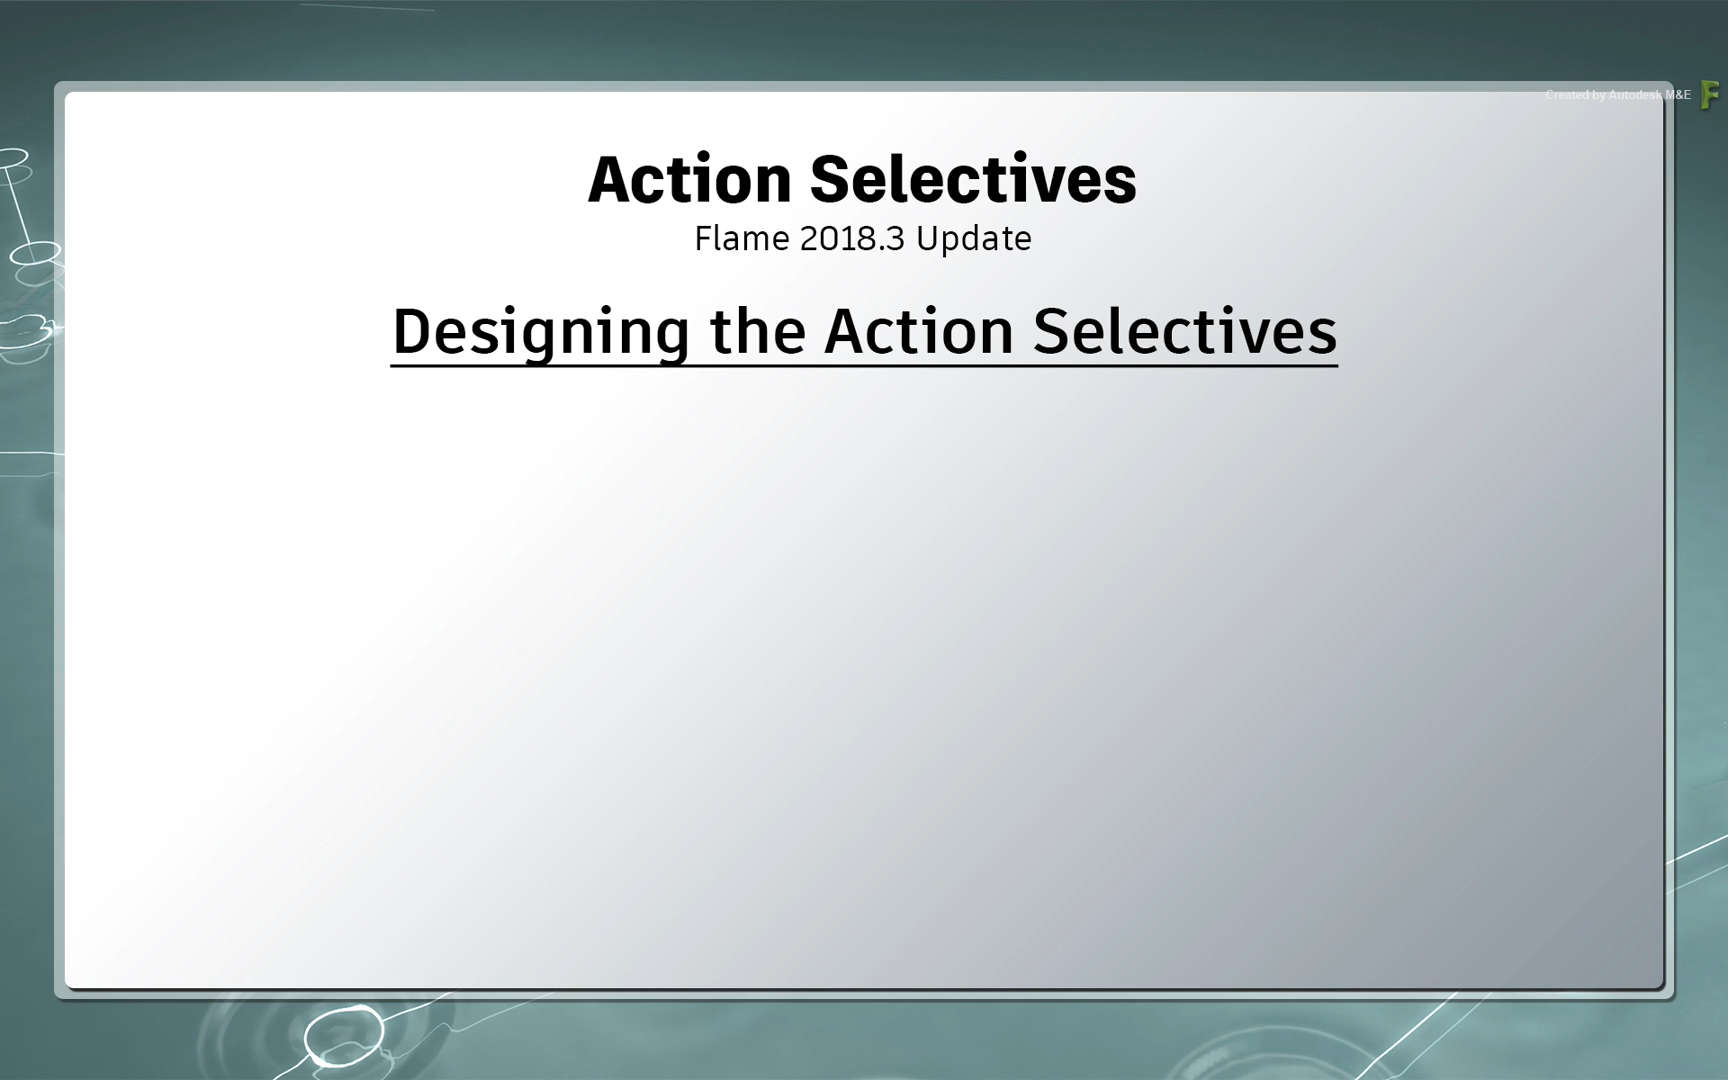 Created by Autodesk M&E
Action Selectives
Flame 2018.3 Update
Designing the Action Selectives